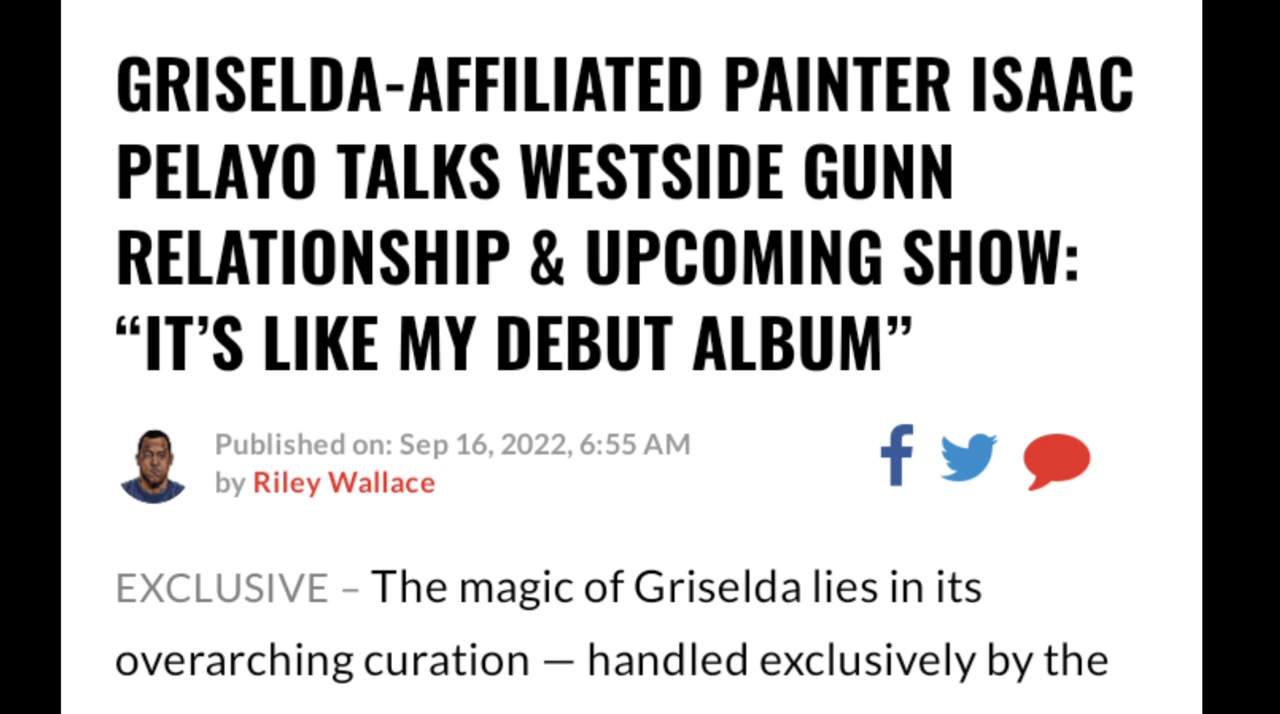 GRISELDA-AFFILIATED PAINTER ISAAC
PELAYO TALKS WESTSIDE GUNN
RELATIONSHIP & UPCOMING SHOW:
“IT’S LIKE MY DEBUT ALBUM”
Published on: Sep 16, 2022, 6:55 AM
by Riley Wallace
EXCLUSIVE – The magic of Griselda lies in its
overarching curation — handled exclusively by the